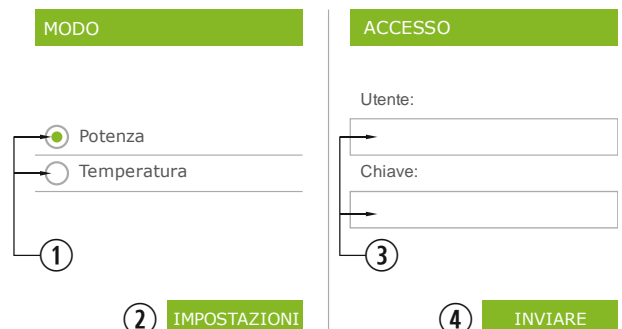 MODO
Potenza
Temperatura
1
2 IMPOSTAZIONI
ACCESSO
Utente:
Chiave:
3
4 INVIARE